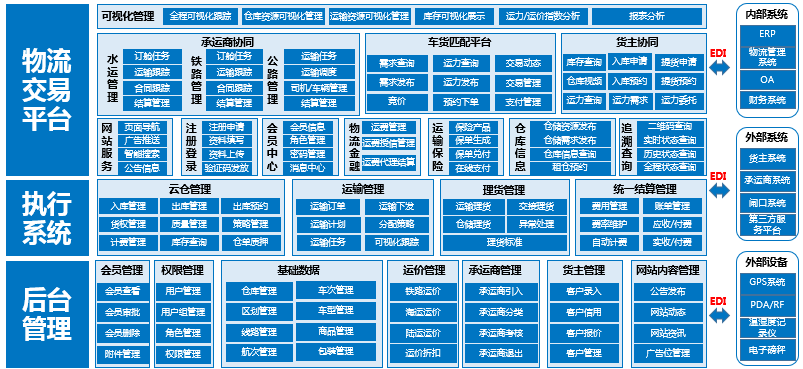 物流
交易
平台
可视化管理
全程可视化跟踪
仓库资源可视化管理
运输资源可视化管理
库存可视化展示
运力/运价指数分析
报表分析
承运商协同
水运管理
订舱任务
运输跟踪
合同跟踪
结算管理
铁路管理
订舱任务
运输跟踪
合同跟踪
结算管理
公路管理
运输任务
运输调度
司机/车辆管理
结算管理
车货匹配平台
需求查询
运力查询
交易动态
需求发布
运力发布
交易管理
竞价
预约下单
支付管理
货主协同
库存查询
入库申请
提货申请
仓库视频
入库预约
提货预约
运力查询
运力需求
运力委托
网站服务
页面导航
广告推送
智能搜索
公告信息
注册登录
注册申请
资料填写
资料上传
验证码发放
会员中心
会员信息
角色管理
密码管理
消息中心
物流金融
运费管理
运费授信管理
运费代理结算
运输保险
保险产品
保单生成
保单兑付
在线支付
仓库信息
仓储资源发布
仓储需求发布
仓库信息查询
租仓预约
追溯查询
二维码查询
实时状态查询
历史状态查询
全程状态查询
执行
系统
云仓管理
入库管理
出库管理
出库预约
货权管理
质量管理
策略管理
计费管理
库存查询
仓单质押
运输管理
运输订单
运输下发
运输计划
分配策略
运输任务
可视化跟踪
理货管理
运输理货
交接理货
仓储理货
异常处理
理货标准
统一结算管理
费用管理
账单管理
费率维护
应收/付费
自动计费
实收/付费
后台
管理
会员管理
会员查看
会员审批
会员删除
附件管理
权限管理
用户管理
用户组管理
角色管理
权限管理
基础数据
仓库管理
车次管理
区划管理
车型管理
线路管理
商品管理
航次管理
包装管理
运价管理
铁路运价
海运运价
陆运运价
运价折扣
承运商管理
承运商引入
承运商分类
承运商考核
承运商退出
货主管理
客户录入
客户信用
客户报价
客户管理
网站内容管理
公告发布
网站动态
网站资讯
广告位管理
EDI
EDI
EDI
内部系统
ERP
物流管理
系统
OA
财务系统
外部系统
货主系统
承运商系统
闸口系统
第三方服
务平台
外部设备
GPS系统
PDA/RF
温湿度记
录仪
电子磅秤